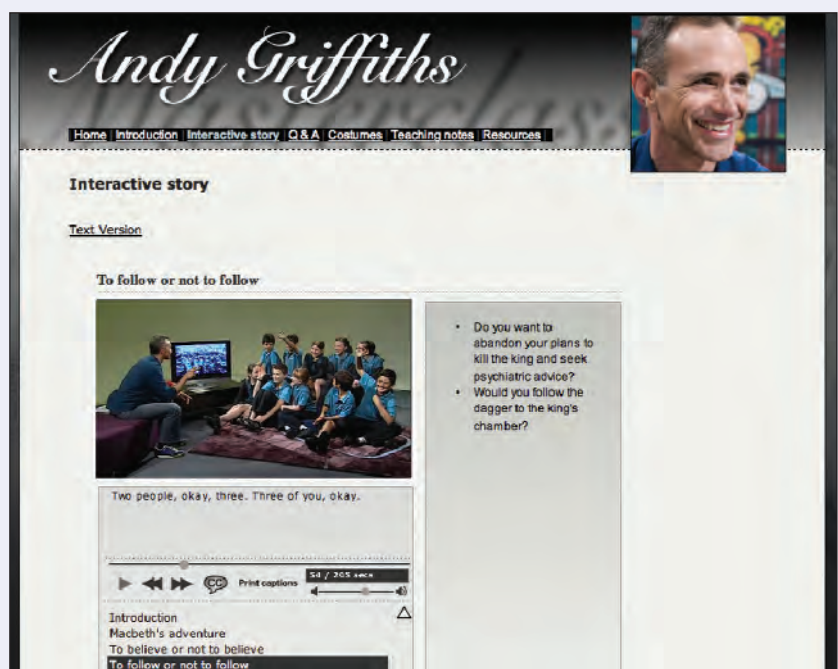 Andy Griffiths
Masterclass
Home | Introduction | Interactive story | Q & A | Costumes | Teaching notes | Resources |
Interactive story
Text Version
To follow or not to follow
• Do you want to
abandon your plans to
kill the king and seek
psychiatric advice?
• Would you follow the
dagger to the king's
chamber?
Two people, okay, three. Three of you, okay.
CC
Print captions
54 / 205 secs
Introduction
Macbeth's adventure
To believe or not to believe
To follow or not to follow